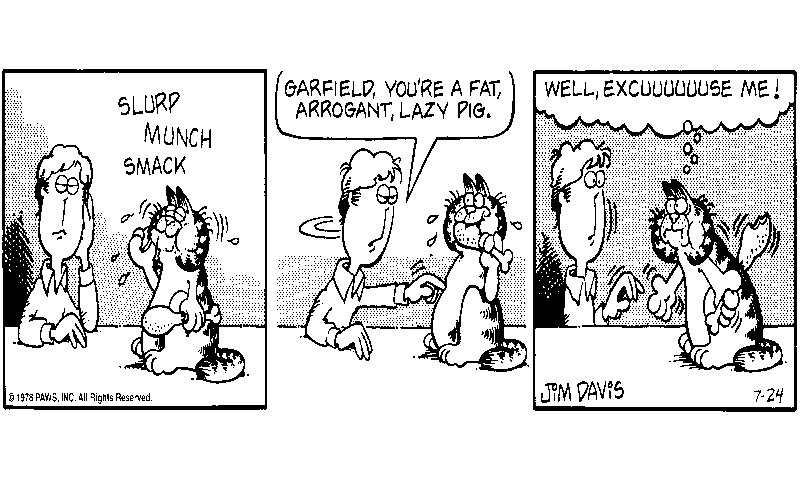 SLURP
MUNCH
SMACK
© 1978 PAWS, INC. All Rights Reserved.
GARFIELD, YOU'RE A FAT,
ARROGANT, LAZY PIG.
WELL, EXCUUUUUUSE ME!
JIM DAVIS
7-24